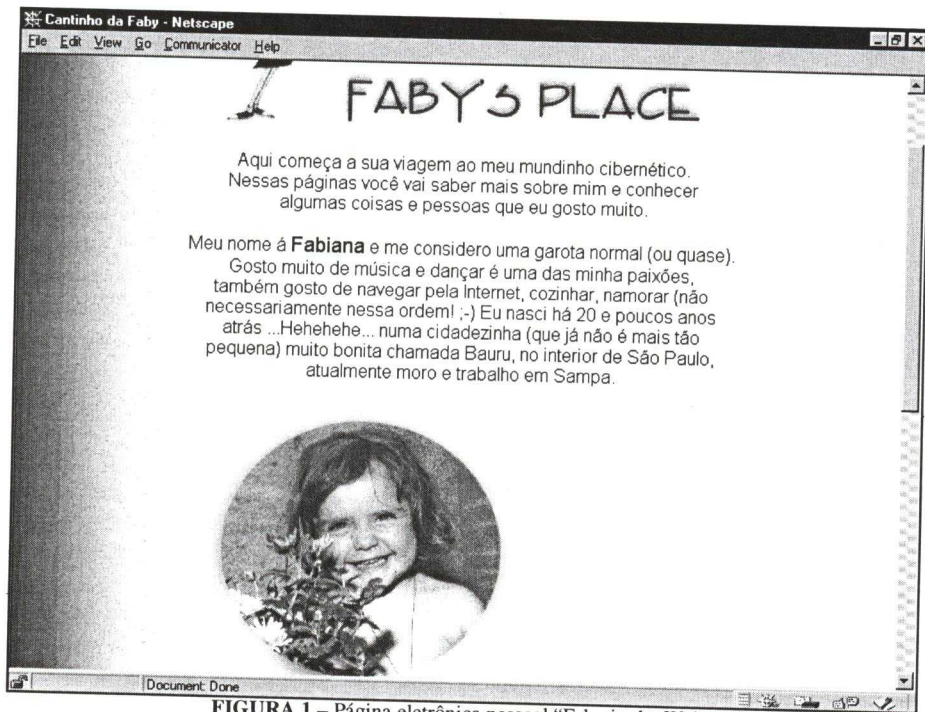 Cantinho da Faby - Netscape
File Edit View Go Communicator Help
FABY'S PLACE
Aqui começa a sua viagem ao meu mundinho cibernético.
Nessas páginas você vai saber mais sobre mim e conhecer
algumas coisas e pessoas que eu gosto muito.
Meu nome á Fabiana e me considero uma garota normal (ou quase).
Gosto muito de música e dançar é uma das minha paixões,
também gosto de navegar pela Internet, cozinhar, namorar (não
necessariamente nessa ordem! ;-) Eu nasci há 20 e poucos anos
atrás ...Hehehehe... numa cidadezinha (que já não é mais tão
pequena) muito bonita chamada Bauru, no interior de São Paulo,
atualmente moro e trabalho em Sampa.
Document: Done
FIGURA 1 – Página eletrônica pessoal